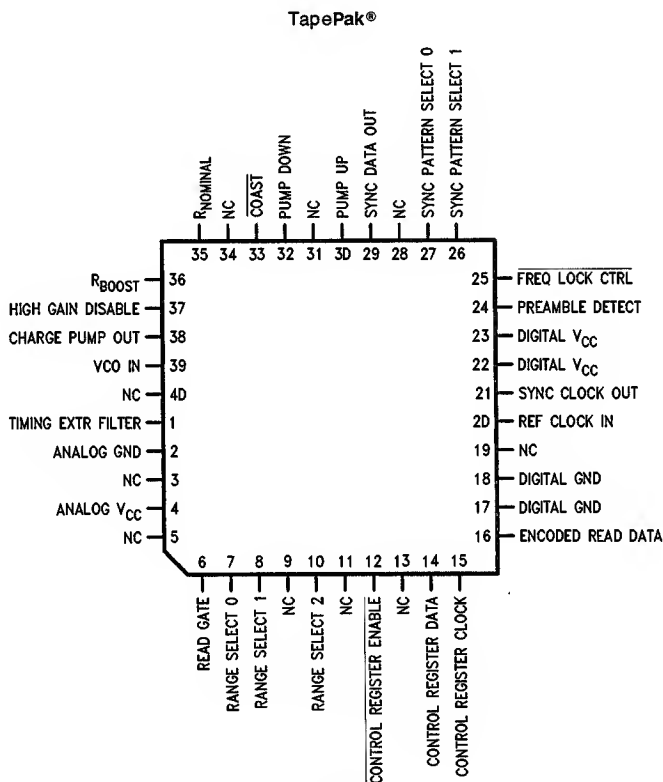 TapePak®
RNOMINAL
NC
COAST
PUMP DOWN
NC
PUMP UP
SYNC DATA OUT
NC
SYNC PATTERN SELECT 0
SYNC PATTERN SELECT 1
35 34 33 32 31 3D 29 28 27 26
RBOOST 36
HIGH GAIN DISABLE 37
CHARGE PUMP OUT 38
VCO IN 39
NC 4D
TIMING EXTR FILTER 1
ANALOG GND 2
NC 3
ANALOG VCC 4
NC 5
25 FREQ LOCK CTRL
24 PREAMBLE DETECT
23 DIGITAL VCC
22 DIGITAL VCC
21 SYNC CLOCK OUT
2D REF CLOCK IN
19 NC
18 DIGITAL GND
17 DIGITAL GND
16 ENCODED READ DATA
6 7 8 9 10 11 12 13 14 15
READ GATE
RANGE SELECT 0
RANGE SELECT 1
NC
RANGE SELECT 2
NC
CONTROL REGISTER ENABLE
NC
CONTROL REGISTER DATA
CONTROL REGISTER CLOCK